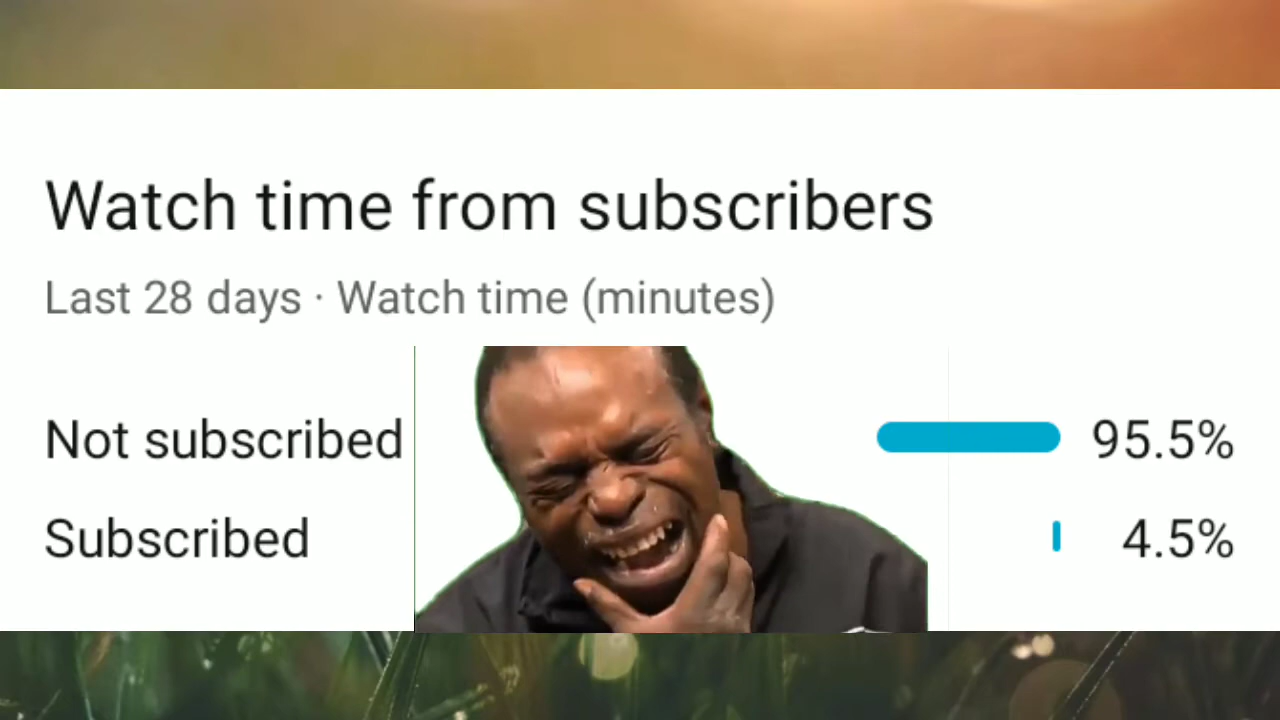 Watch time from subscribers
Last 28 days · Watch time (minutes)
Not subscribed 95.5%
Subscribed 4.5%